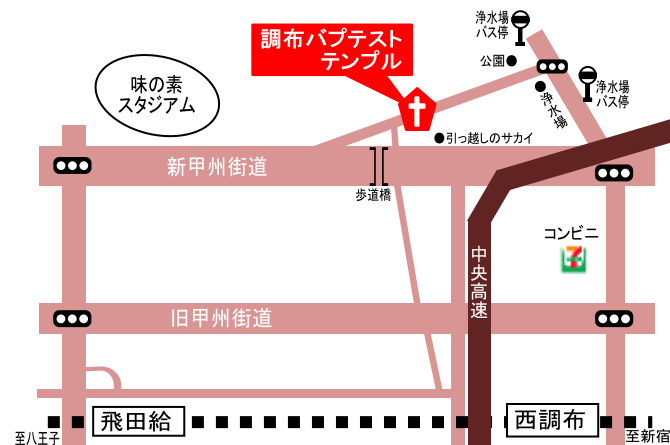 浄水場
バス停
調布バプテスト
テンプル
公園
味の素
スタジアム
浄水場
バス停
浄水場
引っ越しのサカイ
新甲州街道
歩道橋
コンビニ
7
中央高速
旧甲州街道
飛田給
西調布
至八王子
至新宿